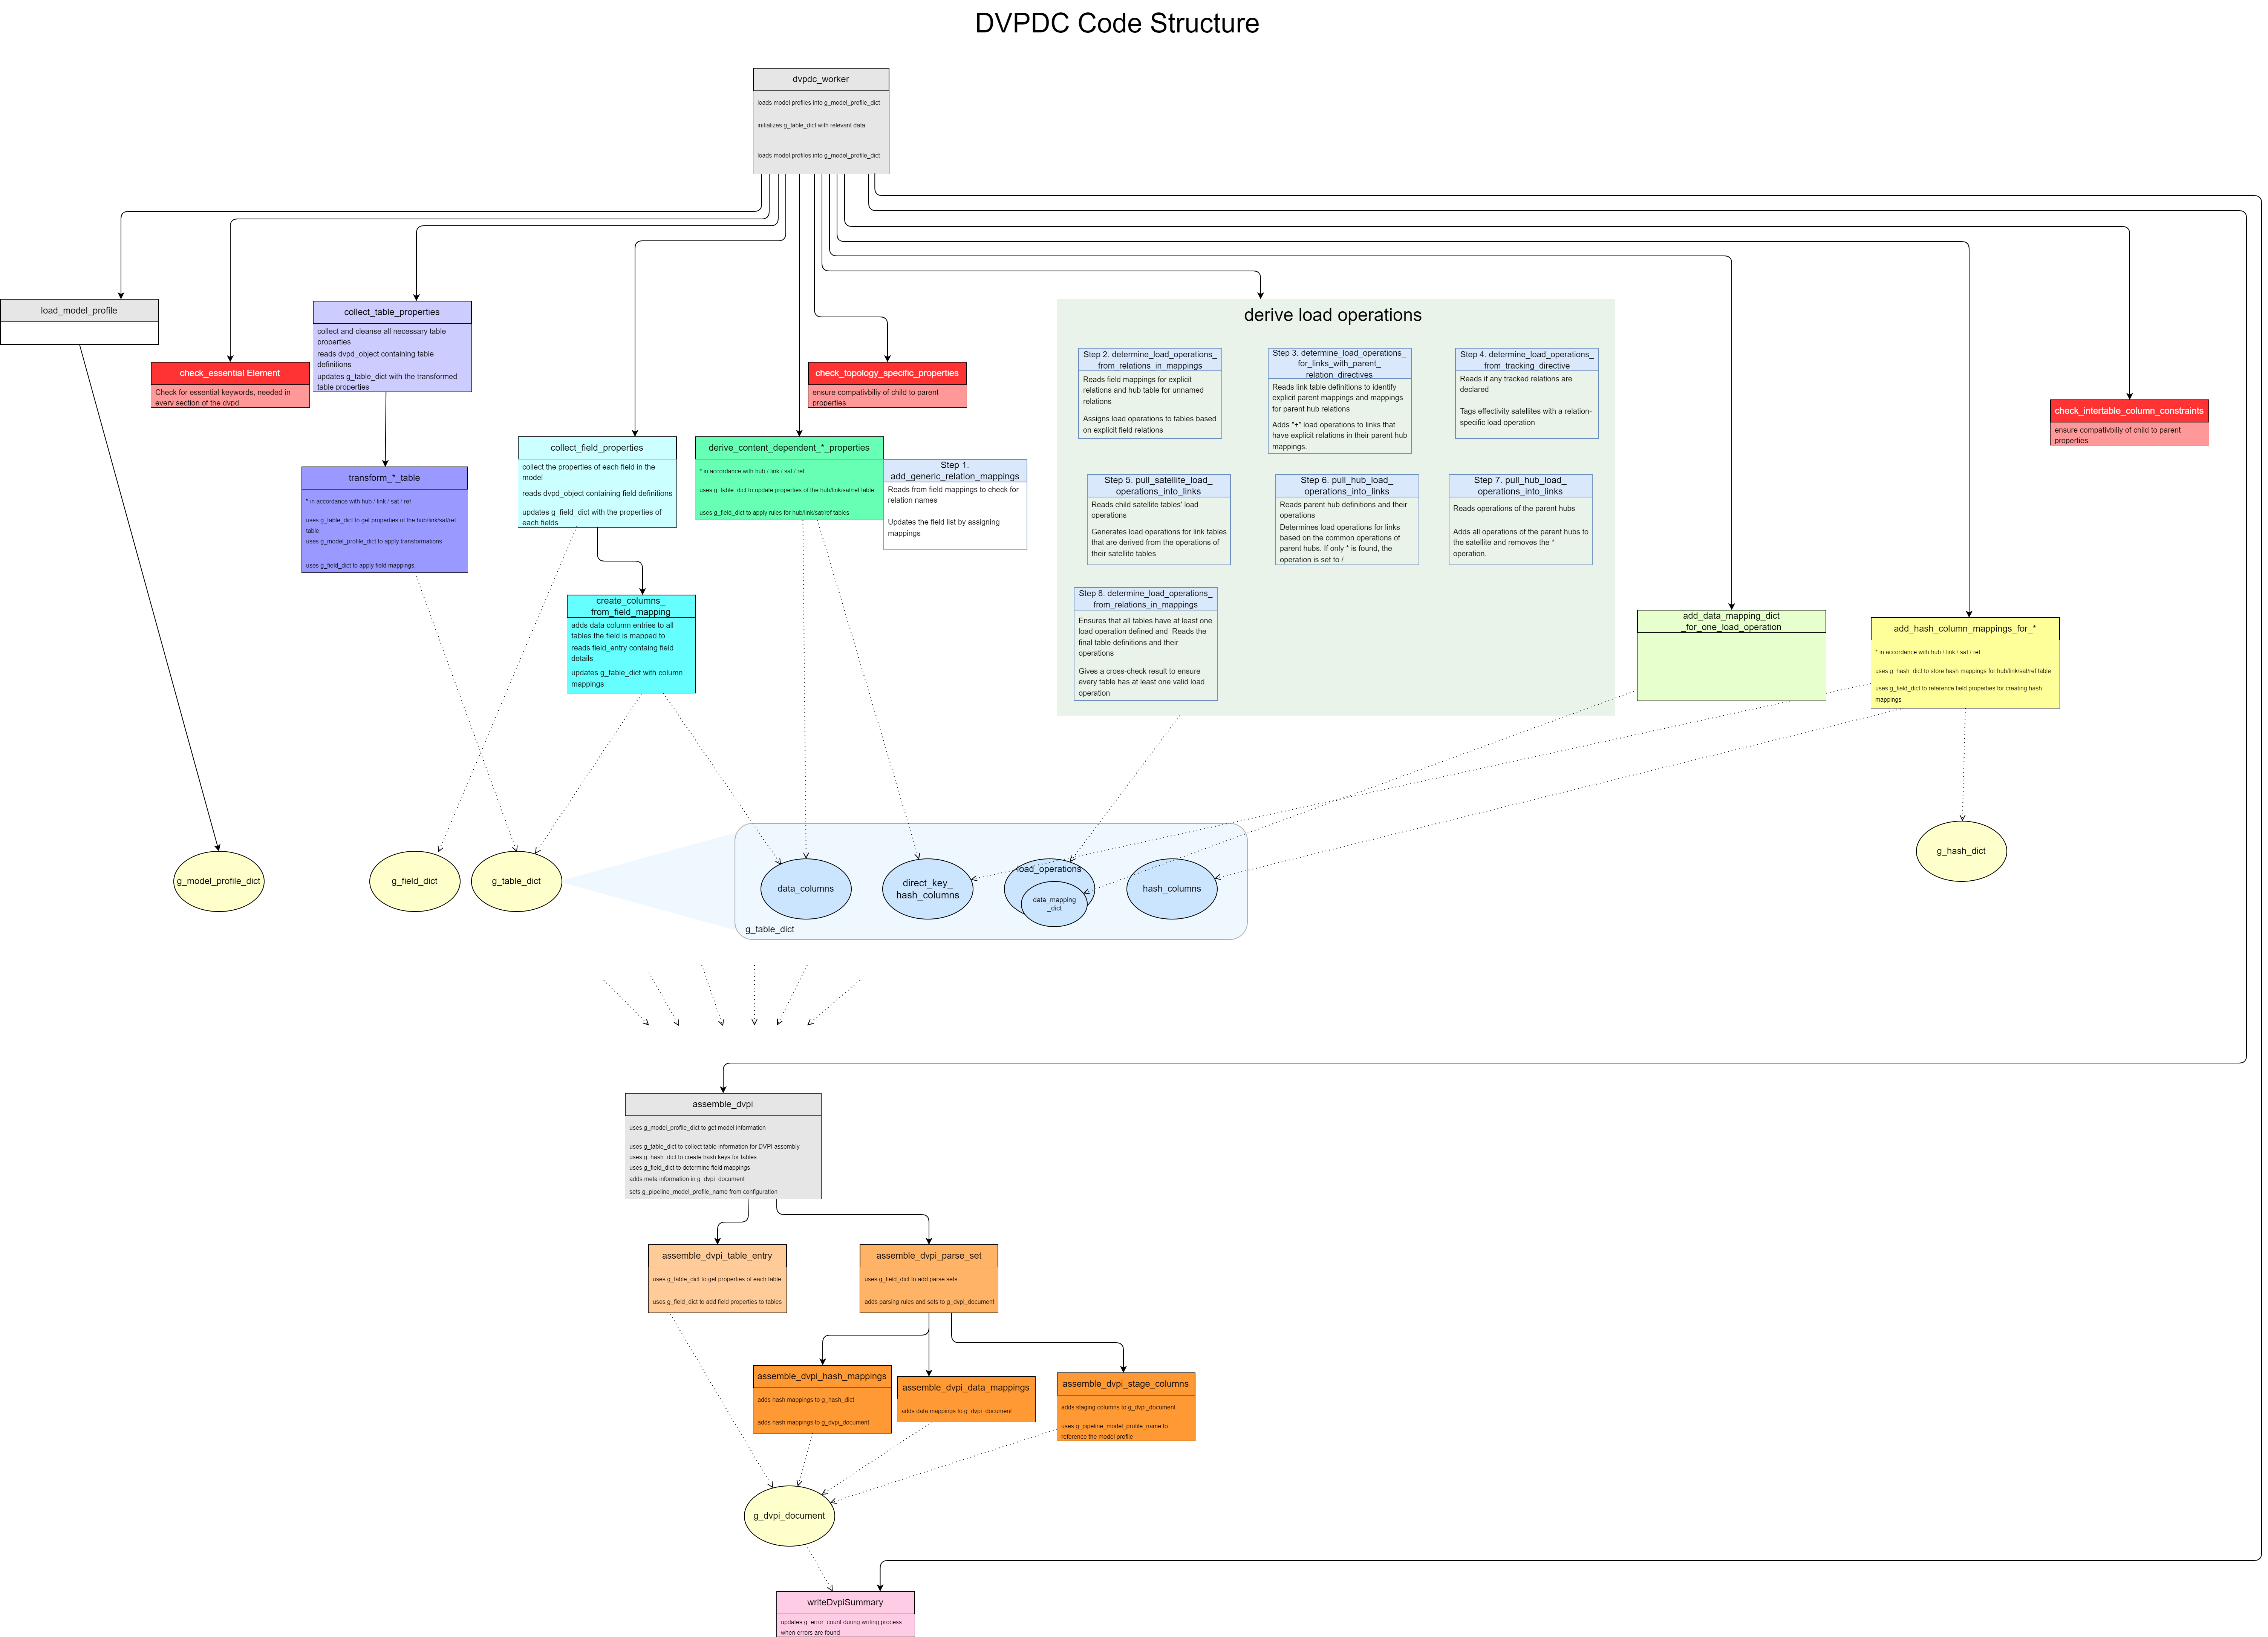 DVPDC Code Structure
dvpdc_worker
loads model profiles into g_model_profile_dict
initializes g_table_dict with relevant data
loads model profiles into g_model_profile_dict
load_model_profile
check_essential Element
Check for essential keywords, needed in
every section of the dvpd
collect_table_properties
collect and cleanse all necessary table
properties
reads dvpd_object containing table
definitions
updates g_table_dict with the transformed
table properties
transform_*_table
* in accordance with hub / link / sat / ref
uses g_table_dict to get properties of the hub/link/sat/ref
table
uses g_model_profile_dict to apply transformations
uses g_field_dict to apply field mappings.
collect_field_properties
collect the properties of each field in the
model
reads dvpd_object containing field definitions
updates g_field_dict with the properties of
each fields
create_columns_
from_field_mapping
adds data column entries to all
tables the field is mapped to
reads field_entry containg field
details
updates g_table_dict with column
mappings
derive_content_dependent_*_properties
* in accordance with hub / link / sat / ref
uses g_table_dict to update properties of the hub/link/sat/ref table
uses g_field_dict to apply rules for hub/link/sat/ref tables
Step 1.
add_generic_relation_mappings
Reads from field mappings to check for
relation names
Updates the field list by assigning
mappings
check_topology_specific_properties
ensure compativbiliy of child to parent
properties
derive load operations
Step 2. determine_load_operations_
from_relations_in_mappings
Reads field mappings for explicit
relations and hub table for unnamed
relations
Assigns load operations to tables based
on explicit field relations
Step 3. determine_load_operations_
for_links_with_parent_
relation_directives
Reads link table definitions to identify
explicit parent mappings and mappings
for parent hub relations
Adds "+" load operations to links that
have explicit relations in their parent hub
mappings.
Step 4. determine_load_operations_
from_tracking_directive
Reads if any tracked relations are
declared
Tags effectivity satellites with a relation-
specific load operation
Step 5. pull_satellite_load_
operations_into_links
Reads child satellite tables' load
operations
Generates load operations for link tables
that are derived from the operations of
their satellite tables
Step 6. pull_hub_load_
operations_into_links
Reads parent hub definitions and their
operations
Determines load operations for links
based on the common operations of
parent hubs. If only * is found, the
operation is set to /
Step 7. pull_hub_load_
operations_into_links
Reads operations of the parent hubs
Adds all operations of the parent hubs to
the satellite and removes the *
operation.
Step 8. determine_load_operations_
from_relations_in_mappings
Ensures that all tables have at least one
load operation defined and  Reads the
final table definitions and their
operations
Gives a cross-check result to ensure
every table has at least one valid load
operation
add_data_mapping_dict
_for_one_load_operation
add_hash_column_mappings_for_*
* in accordance with hub / link / sat / ref
uses g_hash_dict to store hash mappings for hub/link/sat/ref table.
uses g_field_dict to reference field properties for creating hash
mappings
check_intertable_column_constraints
ensure compativbiliy of child to parent
properties
g_model_profile_dict
g_field_dict
g_table_dict
data_columns
direct_key_
hash_columns
load_operations
data_mapping
_dict
hash_columns
g_table_dict
g_hash_dict
assemble_dvpi
uses g_model_profile_dict to get model information
uses g_table_dict to collect table information for DVPI assembly
uses g_hash_dict to create hash keys for tables
uses g_field_dict to determine field mappings
adds meta information in g_dvpi_document
sets g_pipeline_model_profile_name from configuration
assemble_dvpi_table_entry
uses g_table_dict to get properties of each table
uses g_field_dict to add field properties to tables
assemble_dvpi_parse_set
uses g_field_dict to add parse sets
adds parsing rules and sets to g_dvpi_document
assemble_dvpi_hash_mappings
adds hash mappings to g_hash_dict
adds hash mappings to g_dvpi_document
assemble_dvpi_data_mappings
adds data mappings to g_dvpi_document
assemble_dvpi_stage_columns
adds staging columns to g_dvpi_document
uses g_pipeline_model_profile_name to
reference the model profile
g_dvpi_document
writeDvpiSummary
updates g_error_count during writing process
when errors are found